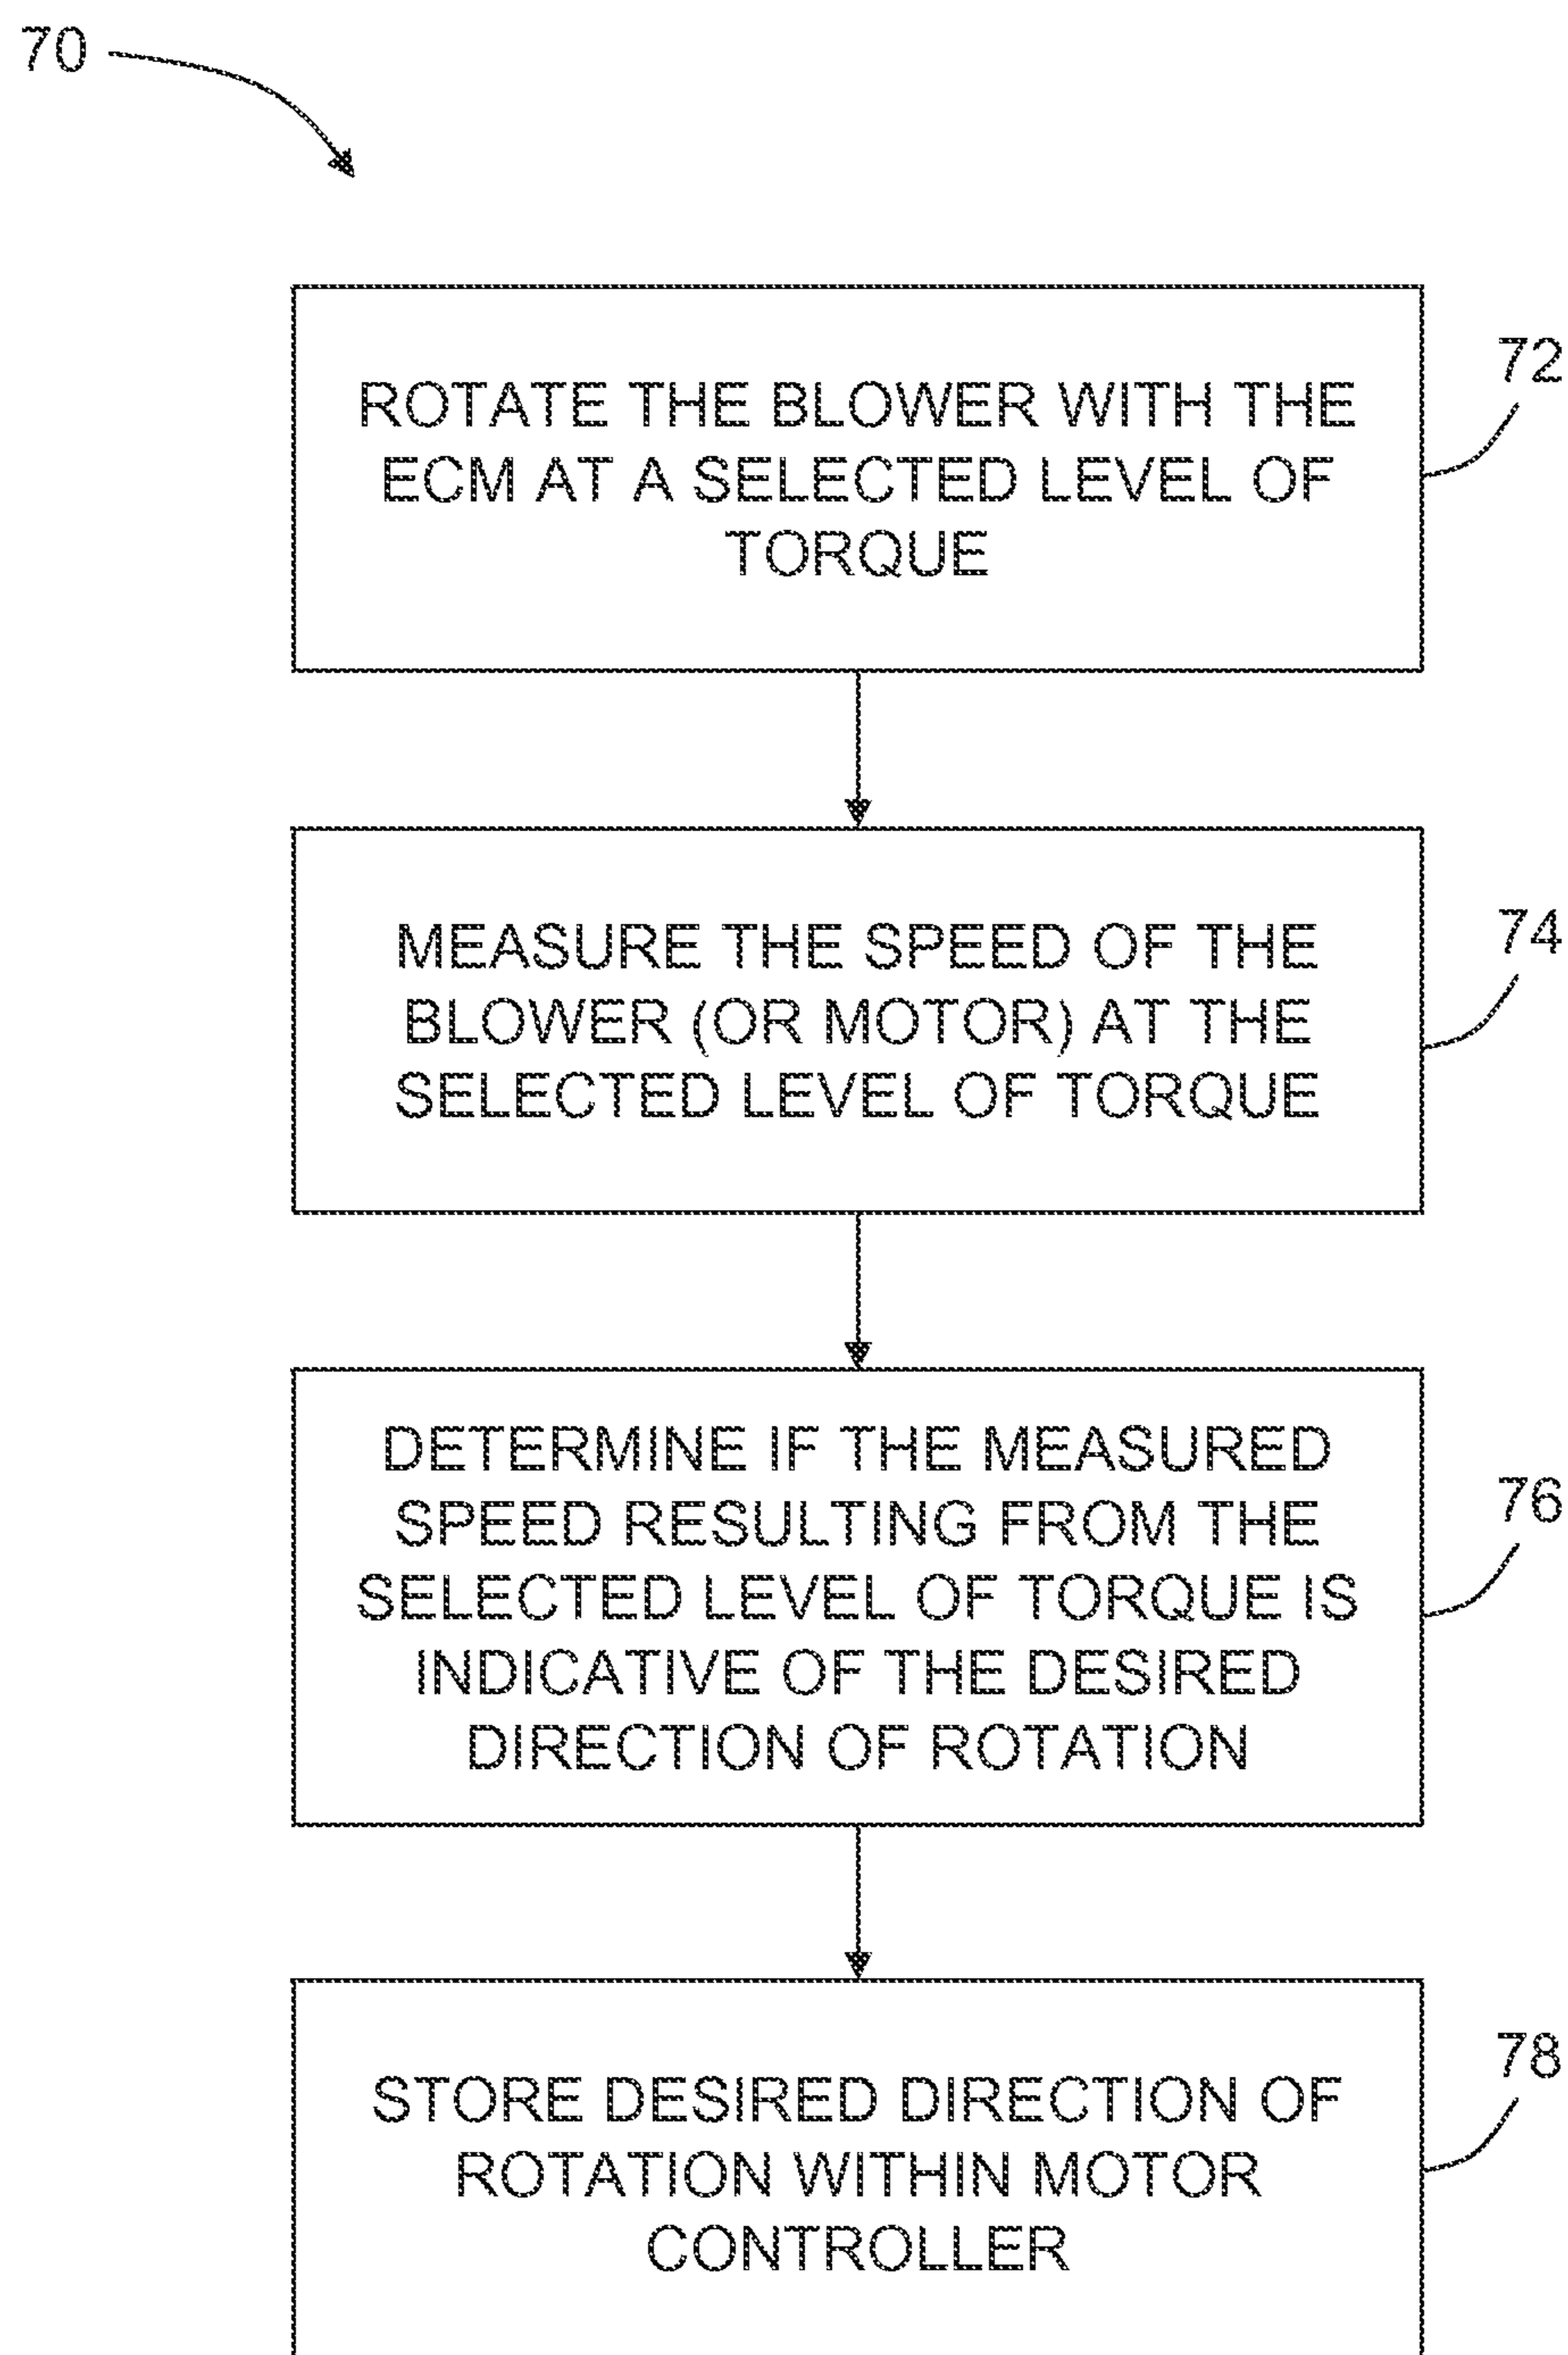 70
72
ROTATE THE BLOWER WITH THE
ECM AT A SELECTED LEVEL OF
TORQUE
74
MEASURE THE SPEED OF THE
BLOWER (OR MOTOR) AT THE
SELECTED LEVEL OF TORQUE
76
DETERMINE IF THE MEASURED
SPEED RESULTING FROM THE
SELECTED LEVEL OF TORQUE IS
INDICATIVE OF THE DESIRED
DIRECTION OF ROTATION
78
STORE DESIRED DIRECTION OF
ROTATION WITHIN MOTOR
CONTROLLER